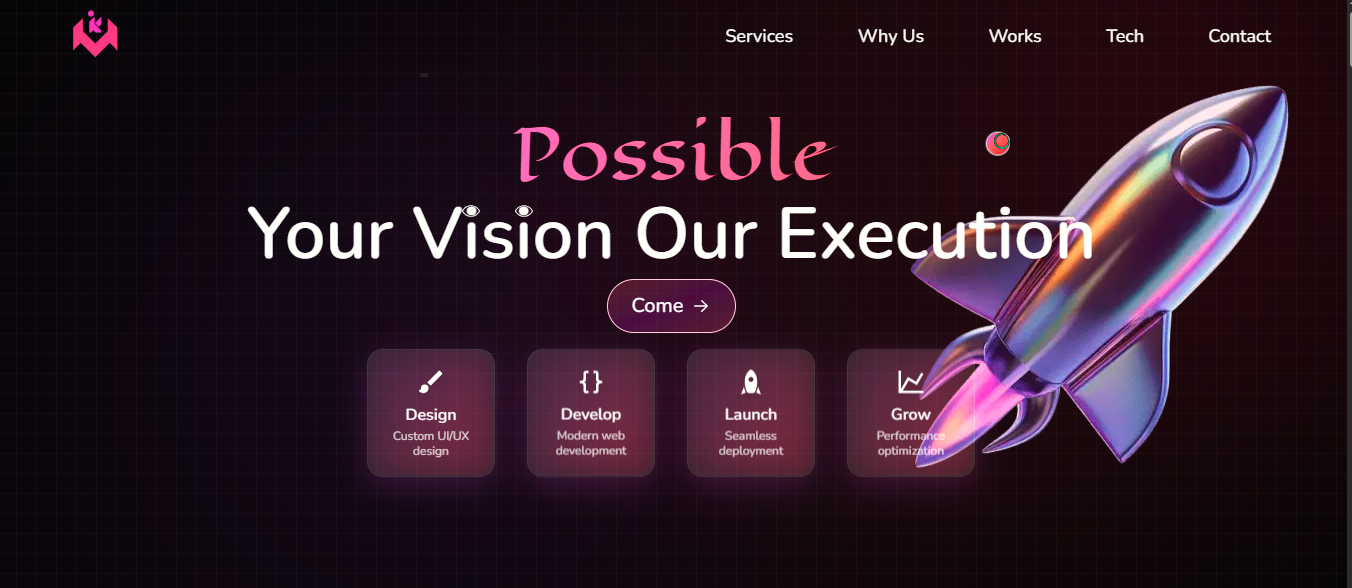 Services
Why Us
Works
Tech
Contact
Possible
Your Vision Our Execution
Come →
Design
Custom UI/UX
design
Develop
Modern web
development
Launch
Seamless
deployment
Grow
Performance
optimization